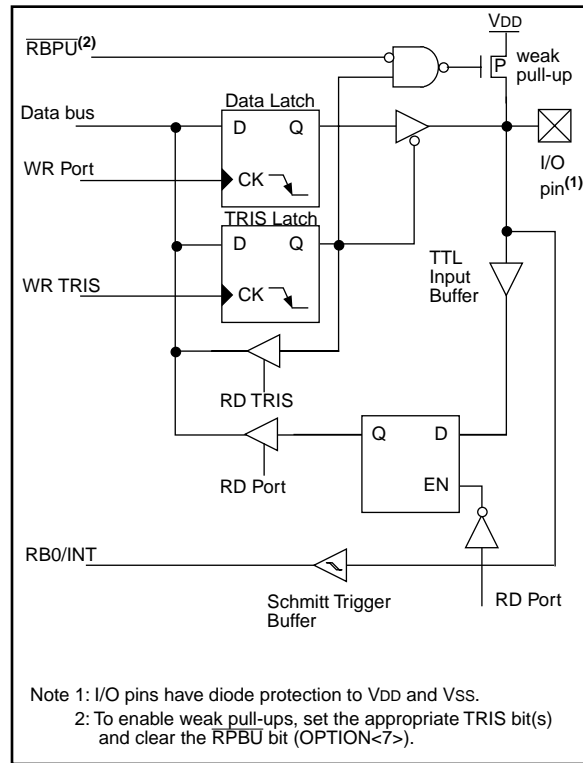 VDD
RBPU(2)
P
weak
pull-up
Data Latch
Data bus
D Q
WR Port
CK
I/O
pin(1)
TRIS Latch
D Q
TTL
Input
Buffer
WR TRIS
CK
RD TRIS
Q D
RD Port
EN
RB0/INT
Schmitt Trigger
Buffer
RD Port
Note 1: I/O pins have diode protection to VDD and VSS.
2: To enable weak pull-ups, set the appropriate TRIS bit(s)
and clear the RPBU bit (OPTION<7>).